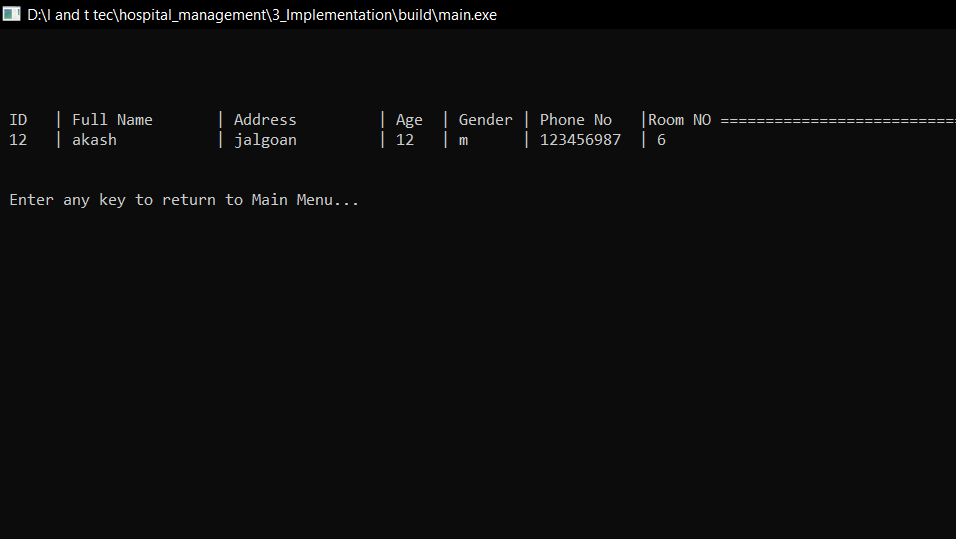 D:\l and t tec\hospital_management\3_Implementation\build\main.exe
ID | Full Name | Address | Age | Gender | Phone No |Room NO ===========================
12 | akash | jalgoan | 12 | m | 123456987 | 6
Enter any key to return to Main Menu...